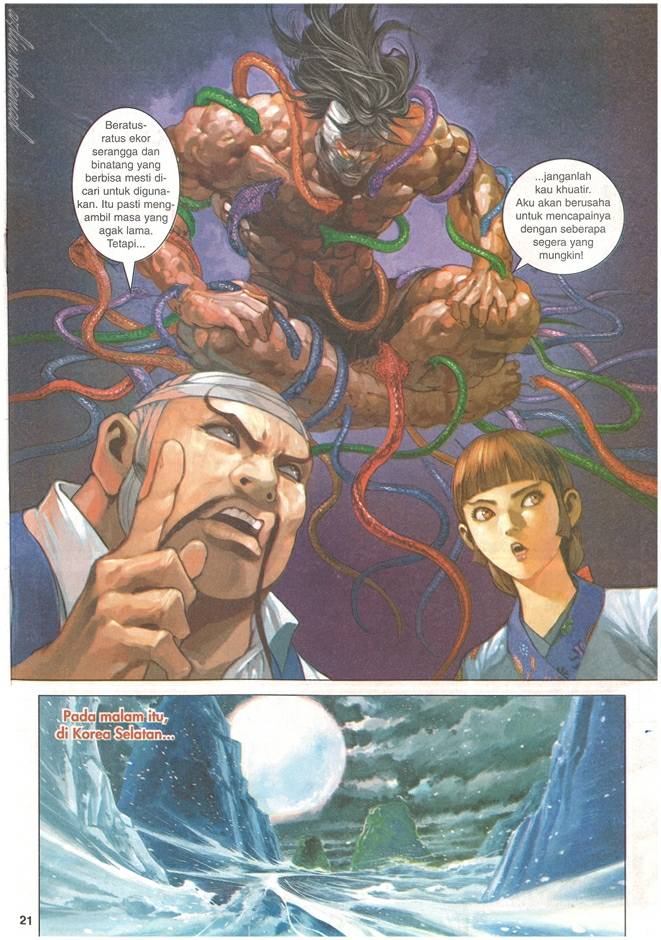 Beratus-
ratus ekor
serangga dan
binatang yang
berbisa mesti di-
cari untuk diguna-
kan. Itu pasti meng-
ambil masa yang
agak lama.
Tetapi...
...janganlah
kau khuatir.
Aku akan berusaha
untuk mencapainya
dengan seberapa
segera yang
mungkin!
Pada malam itu,
di Korea Selatan...
21